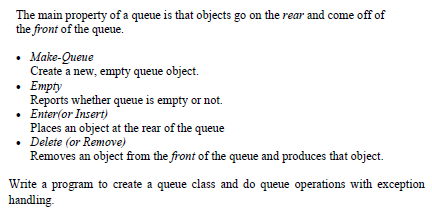 The main property of a queue is that objects go on the rear and come off of
the front of the queue.
• Make-Queue
Create a new, empty queue object.
• Empty
Reports whether queue is empty or not.
• Enter(or Insert)
Places an object at the rear of the queue
• Delete (or Remove)
Removes an object from the front of the queue and produces that object.
Write a program to create a queue class and do queue operations with exception
handling.